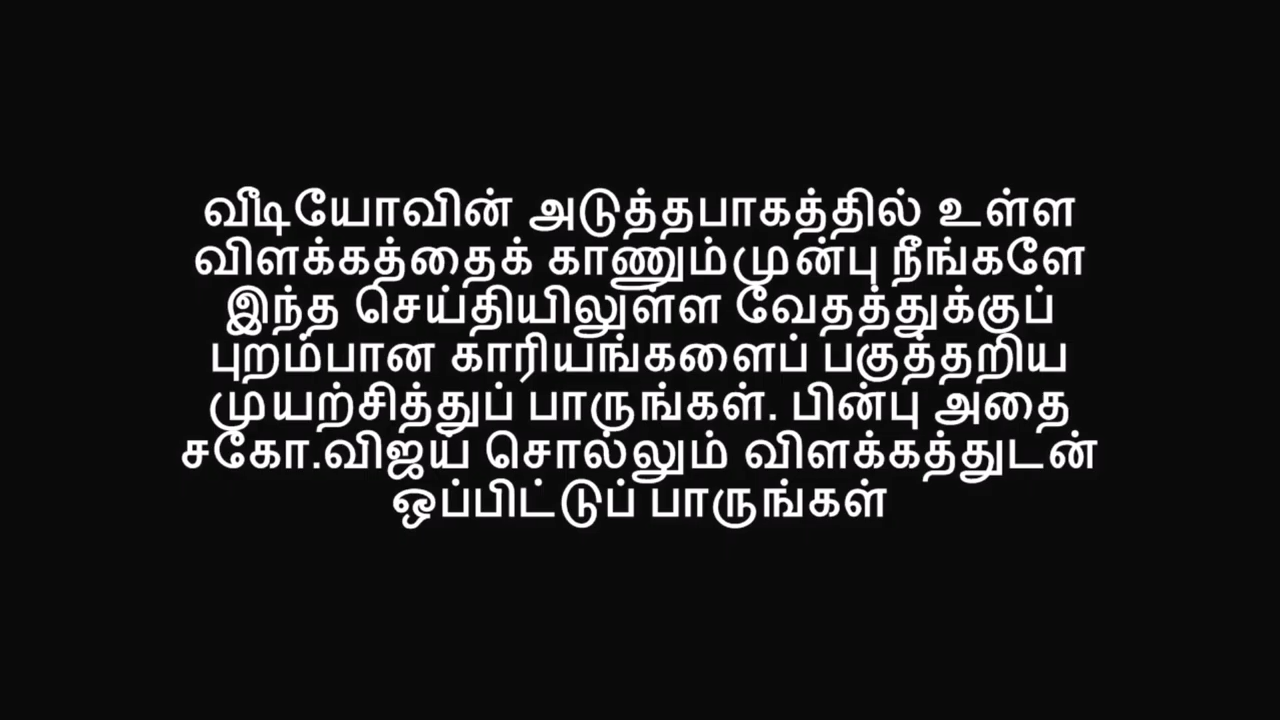 வீடியோவின் அடுத்தபாகத்தில் உள்ள
விளக்கத்தைக் காணும்முன்பு நீங்களே
இந்த செய்தியிலுள்ள வேதத்துக்குப்
புறம்பான காரியங்களைப் பகுத்தறிய
முயற்சித்துப் பாருங்கள். பின்பு அதை
சகோ.விஜய் சொல்லும் விளக்கத்துடன்
ஒப்பிட்டுப் பாருங்கள்